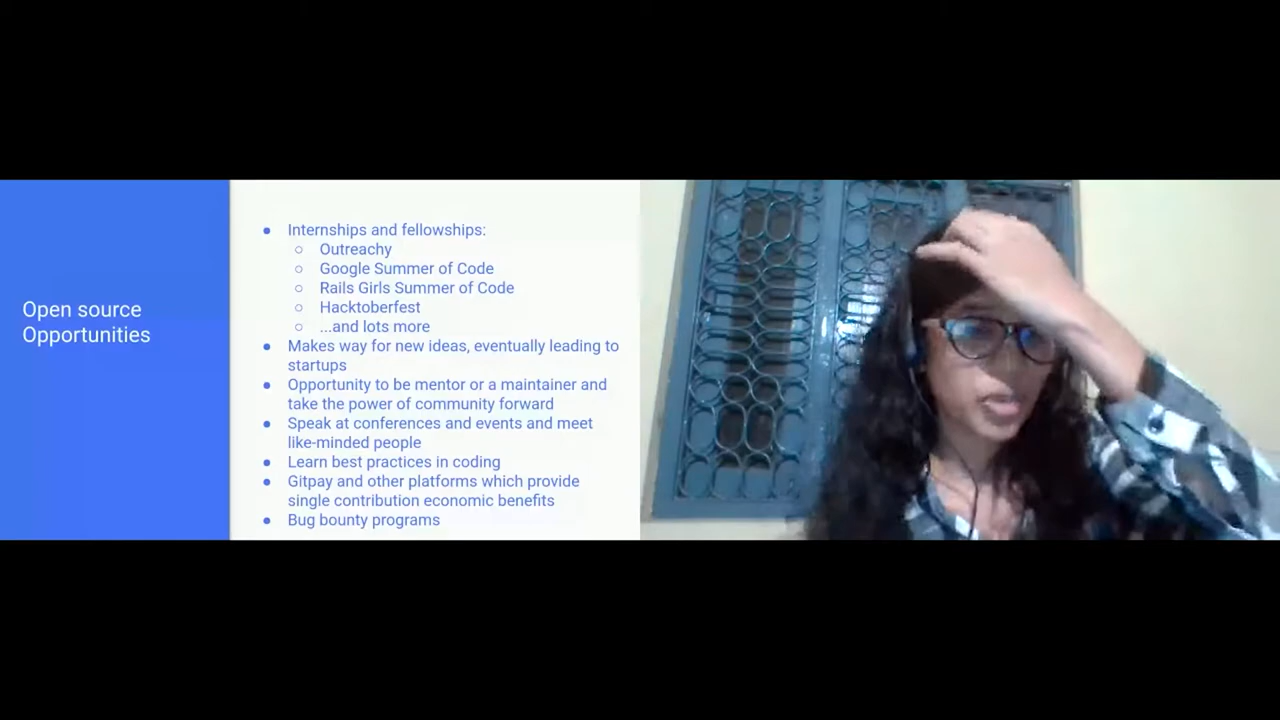 Open source
Opportunities
● Internships and fellowships:
○ Outreachy
○ Google Summer of Code
○ Rails Girls Summer of Code
○ Hacktoberfest
○ ...and lots more
● Makes way for new ideas, eventually leading to
startups
● Opportunity to be mentor or a maintainer and
take the power of community forward
● Speak at conferences and events and meet
like-minded people
● Learn best practices in coding
● Gitpay and other platforms which provide
single contribution economic benefits
● Bug bounty programs